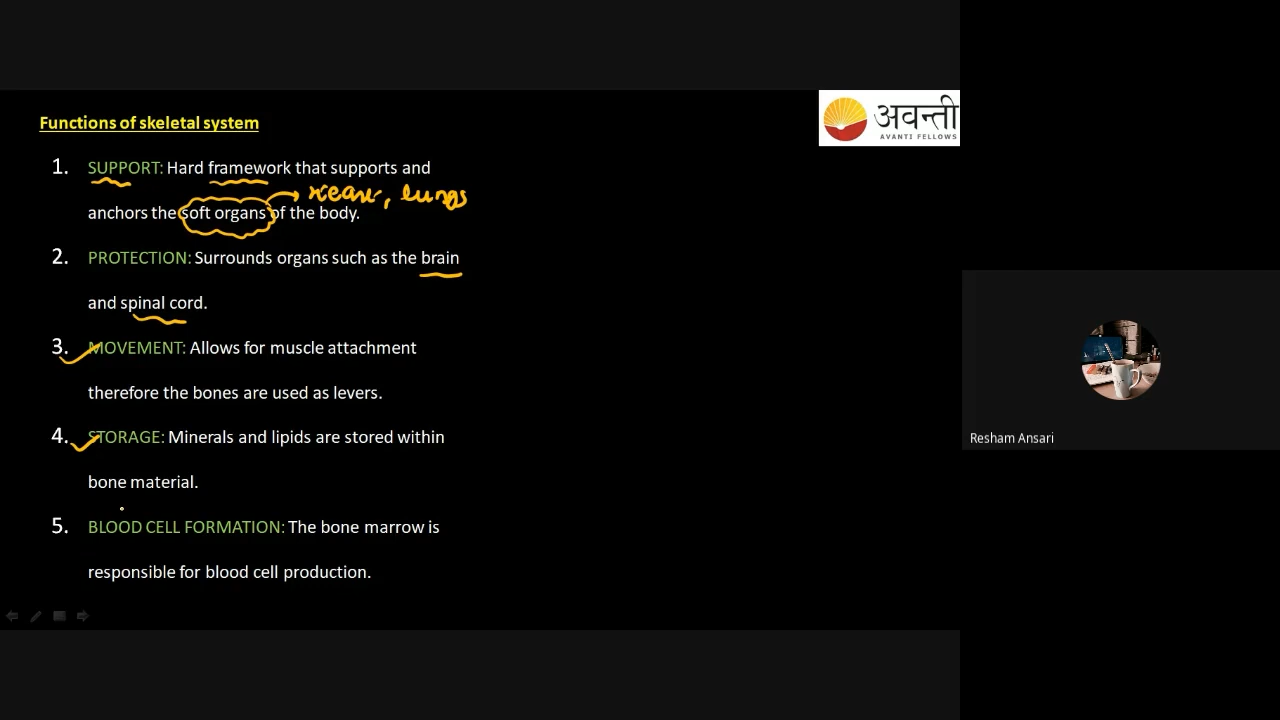 Functions of skeletal system
अवन्ती
AVANTI FELLOWS
1. SUPPORT: Hard framework that supports and
heart, lungs
anchors the soft organs of the body.
2. PROTECTION: Surrounds organs such as the brain
and spinal cord.
3. MOVEMENT: Allows for muscle attachment
therefore the bones are used as levers.
4. STORAGE: Minerals and lipids are stored within
bone material.
5. BLOOD CELL FORMATION: The bone marrow is
responsible for blood cell production.
Resham Ansari